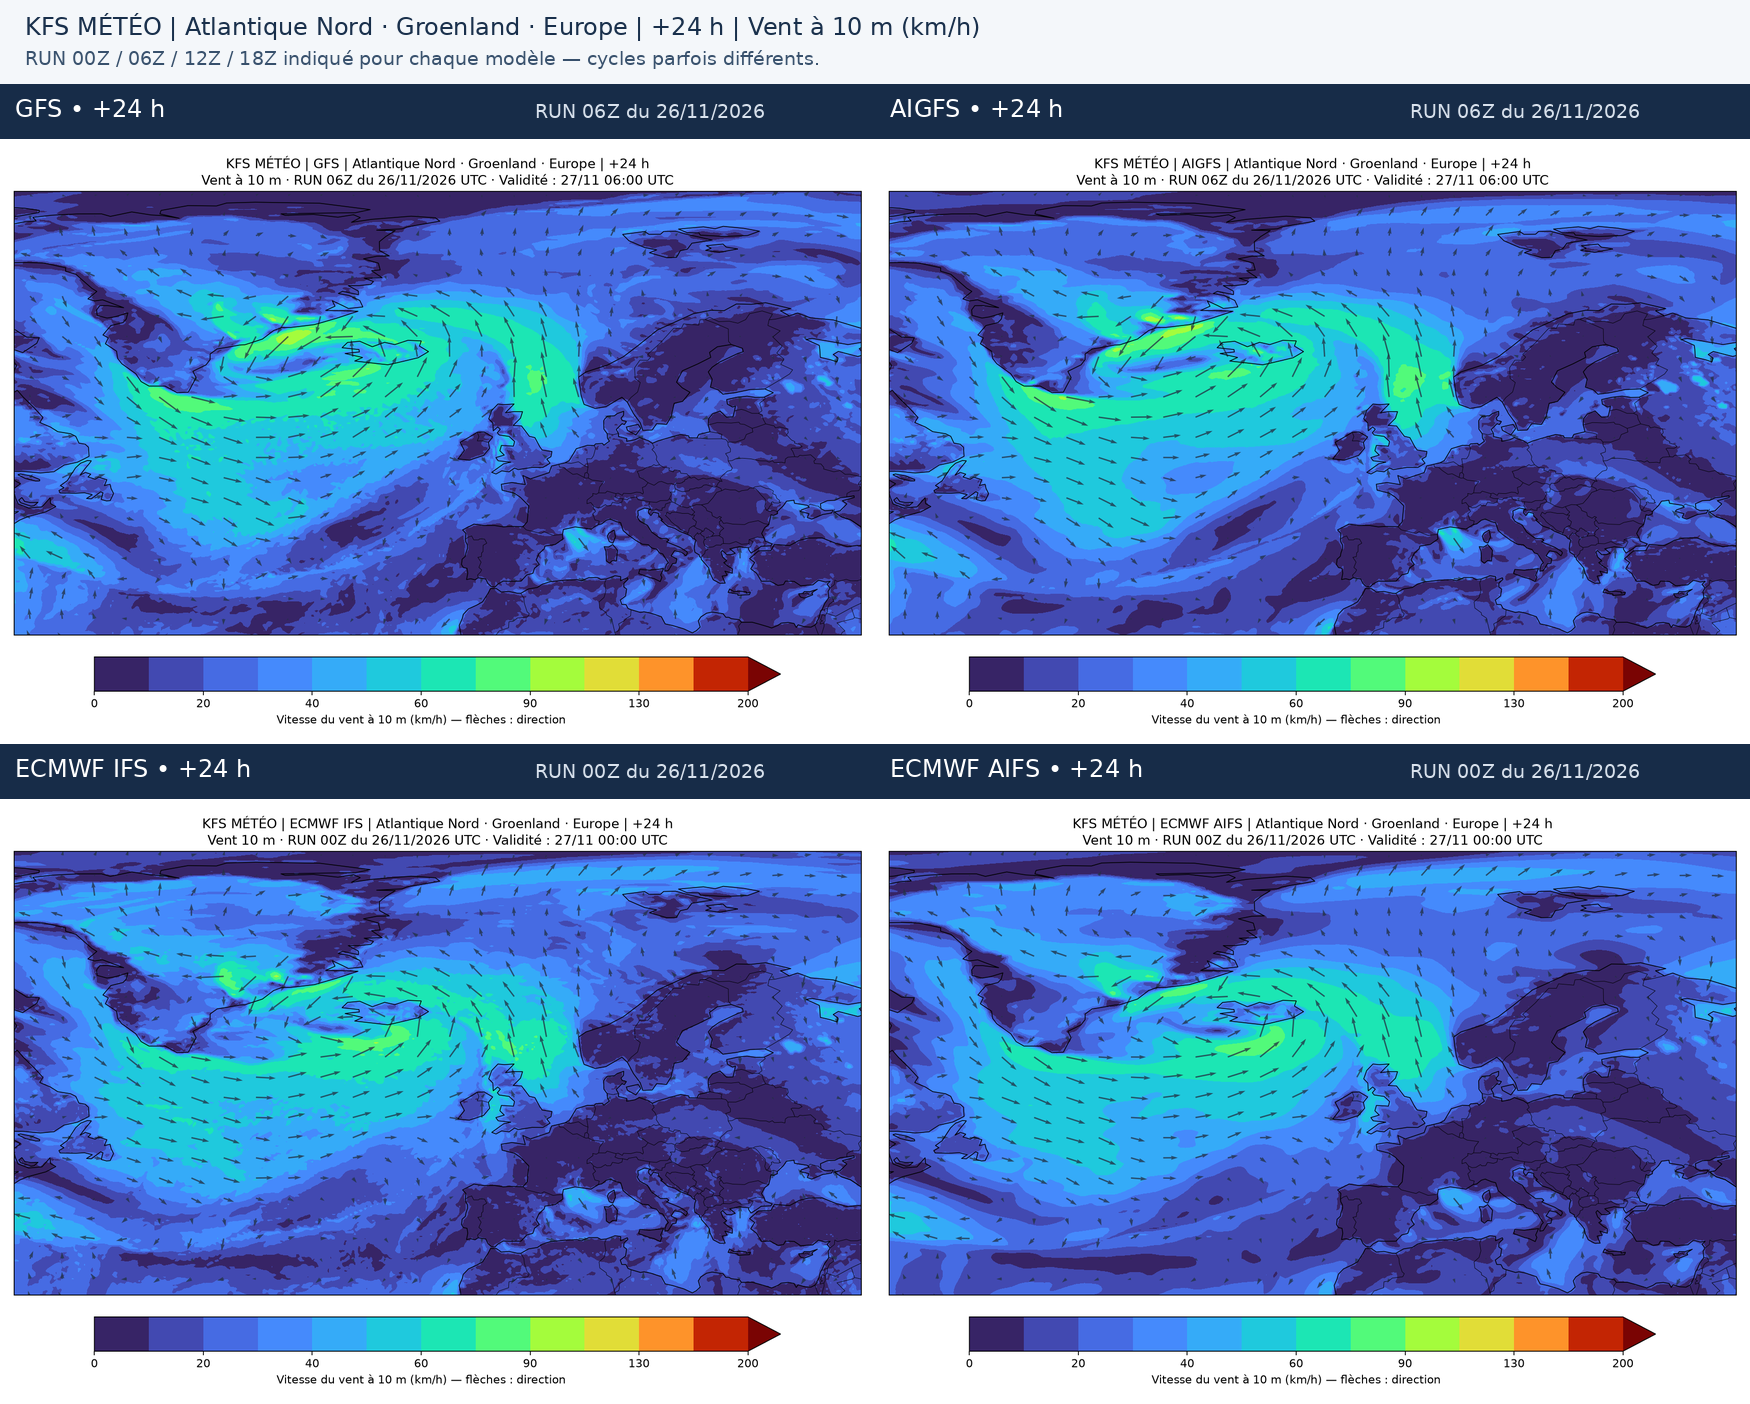 KFS MÉTÉO | Atlantique Nord · Groenland · Europe | +24 h | Vent à 10 m (km/h)
RUN 00Z / 06Z / 12Z / 18Z indiqué pour chaque modèle — cycles parfois différents.
GFS • +24 h
RUN 06Z du 26/11/2026
KFS MÉTÉO | GFS | Atlantique Nord · Groenland · Europe | +24 h
Vent à 10 m · RUN 06Z du 26/11/2026 UTC · Validité : 27/11 06:00 UTC
0 20 40 60 90 130 200
Vitesse du vent à 10 m (km/h) — flèches : direction
AIGFS • +24 h
RUN 06Z du 26/11/2026
KFS MÉTÉO | AIGFS | Atlantique Nord · Groenland · Europe | +24 h
Vent à 10 m · RUN 06Z du 26/11/2026 UTC · Validité : 27/11 06:00 UTC
0 20 40 60 90 130 200
Vitesse du vent à 10 m (km/h) — flèches : direction
ECMWF IFS • +24 h
RUN 00Z du 26/11/2026
KFS MÉTÉO | ECMWF IFS | Atlantique Nord · Groenland · Europe | +24 h
Vent 10 m · RUN 00Z du 26/11/2026 UTC · Validité : 27/11 00:00 UTC
0 20 40 60 90 130 200
Vitesse du vent à 10 m (km/h) — flèches : direction
ECMWF AIFS • +24 h
RUN 00Z du 26/11/2026
KFS MÉTÉO | ECMWF AIFS | Atlantique Nord · Groenland · Europe | +24 h
Vent 10 m · RUN 00Z du 26/11/2026 UTC · Validité : 27/11 00:00 UTC
0 20 40 60 90 130 200
Vitesse du vent à 10 m (km/h) — flèches : direction